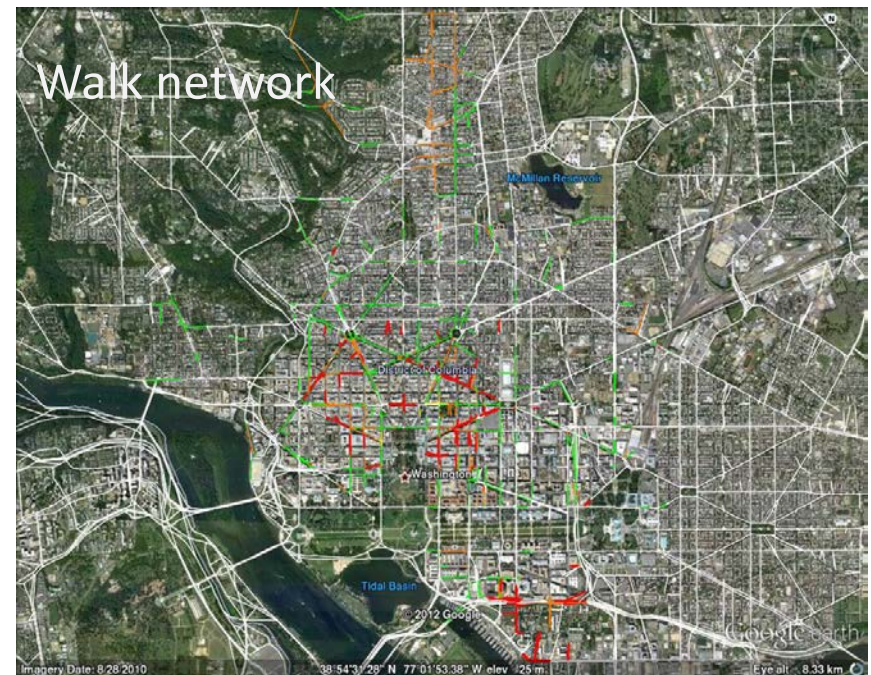 N
Walk network
McMillan Reservoir
District of Columbia
Washington
Tidal Basin
© 2012 Google
Google earth
Imagery Date: 8/28/2010
38°54'31.28" N 77°01'53.38" W elev 25 m
Eye alt 8.33 km